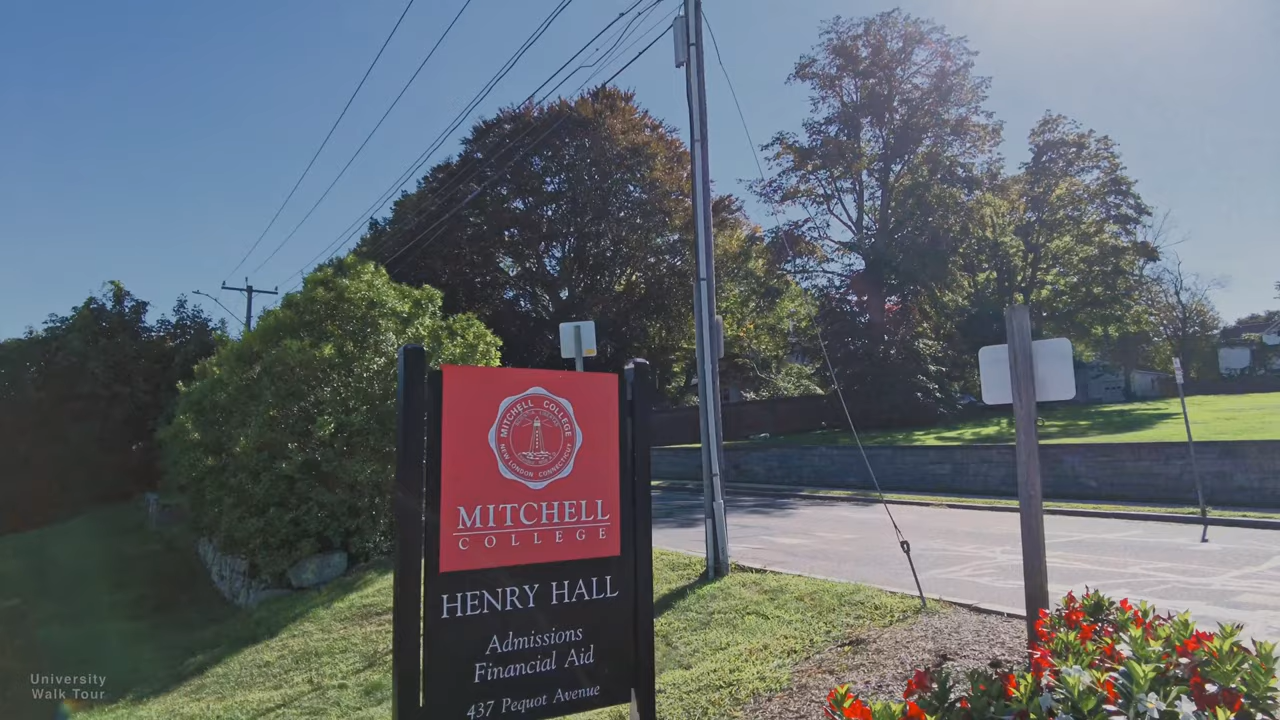 MITCHELL COLLEGE
NEW LONDON CONNECTICUT
MITCHELL
COLLEGE
HENRY HALL
Admissions
Financial Aid
437 Pequot Avenue
University
Walk Tour